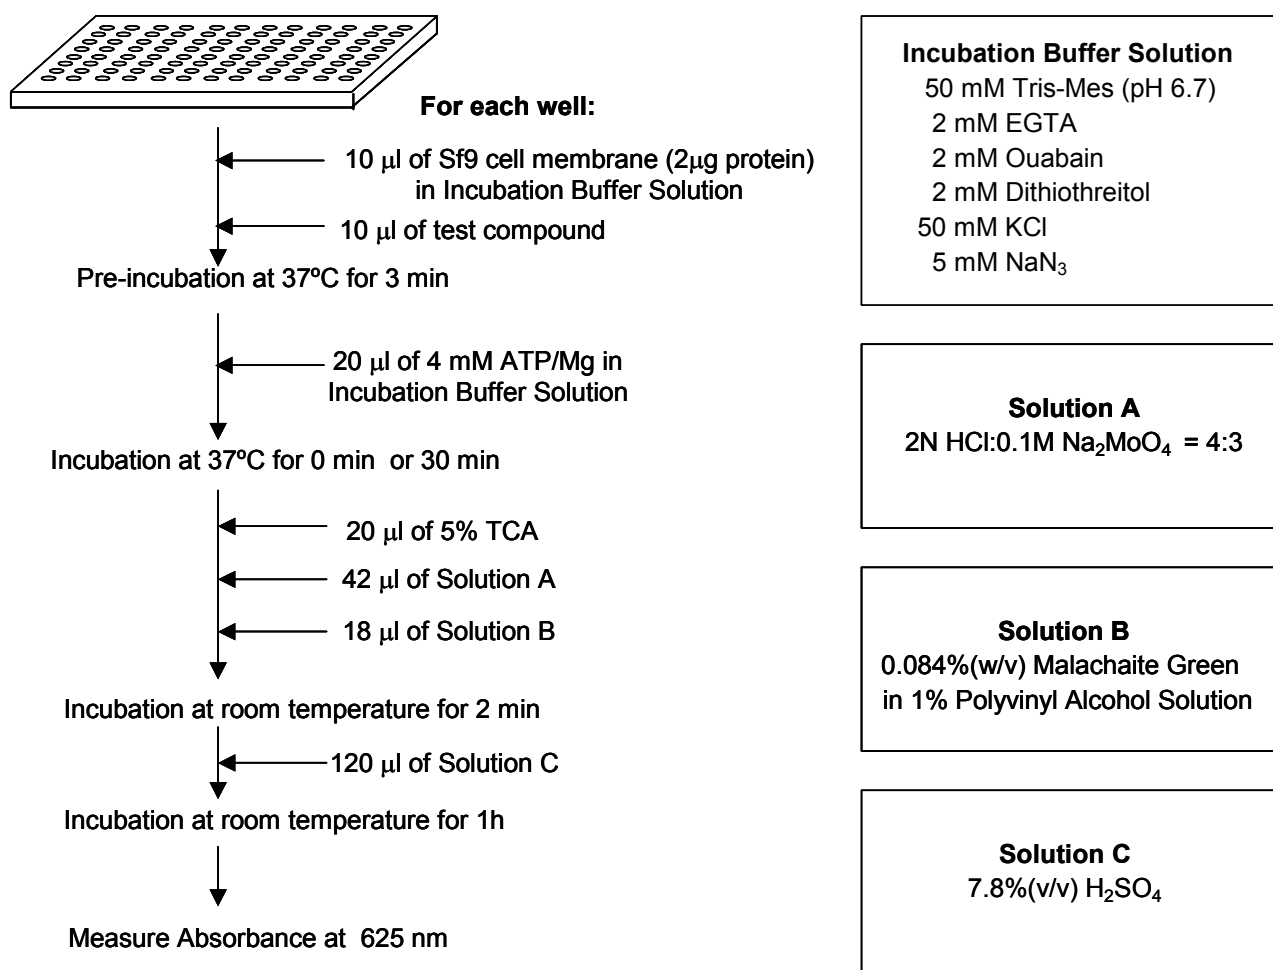 For each well:
10 μl of Sf9 cell membrane (2μg protein)
in Incubation Buffer Solution
10 μl of test compound
Pre-incubation at 37ºC for 3 min
20 μl of 4 mM ATP/Mg in
Incubation Buffer Solution
Incubation at 37ºC for 0 min or 30 min
20 μl of 5% TCA
42 μl of Solution A
18 μl of Solution B
Incubation at room temperature for 2 min
120 μl of Solution C
Incubation at room temperature for 1h
Measure Absorbance at 625 nm
Incubation Buffer Solution
50 mM Tris-Mes (pH 6.7)
2 mM EGTA
2 mM Ouabain
2 mM Dithiothreitol
50 mM KCl
5 mM NaN₃
Solution A
2N HCl:0.1M Na₂MoO₄ = 4:3
Solution B
0.084%(w/v) Malachaite Green
in 1% Polyvinyl Alcohol Solution
Solution C
7.8%(v/v) H₂SO₄